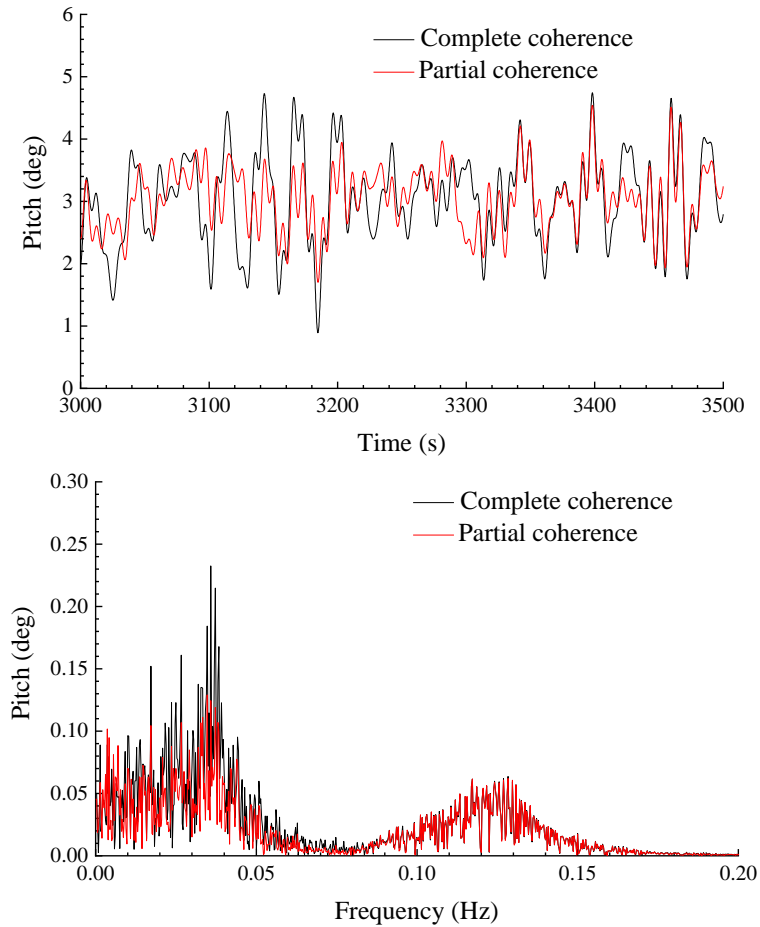 6
Complete coherence
Partial coherence
5
4
3
2
1
0
Pitch (deg)
3000 3100 3200 3300 3400 3500
Time (s)
0.30
Complete coherence
Partial coherence
0.25
0.20
0.15
0.10
0.05
0.00
Pitch (deg)
0.00 0.05 0.10 0.15 0.20
Frequency (Hz)